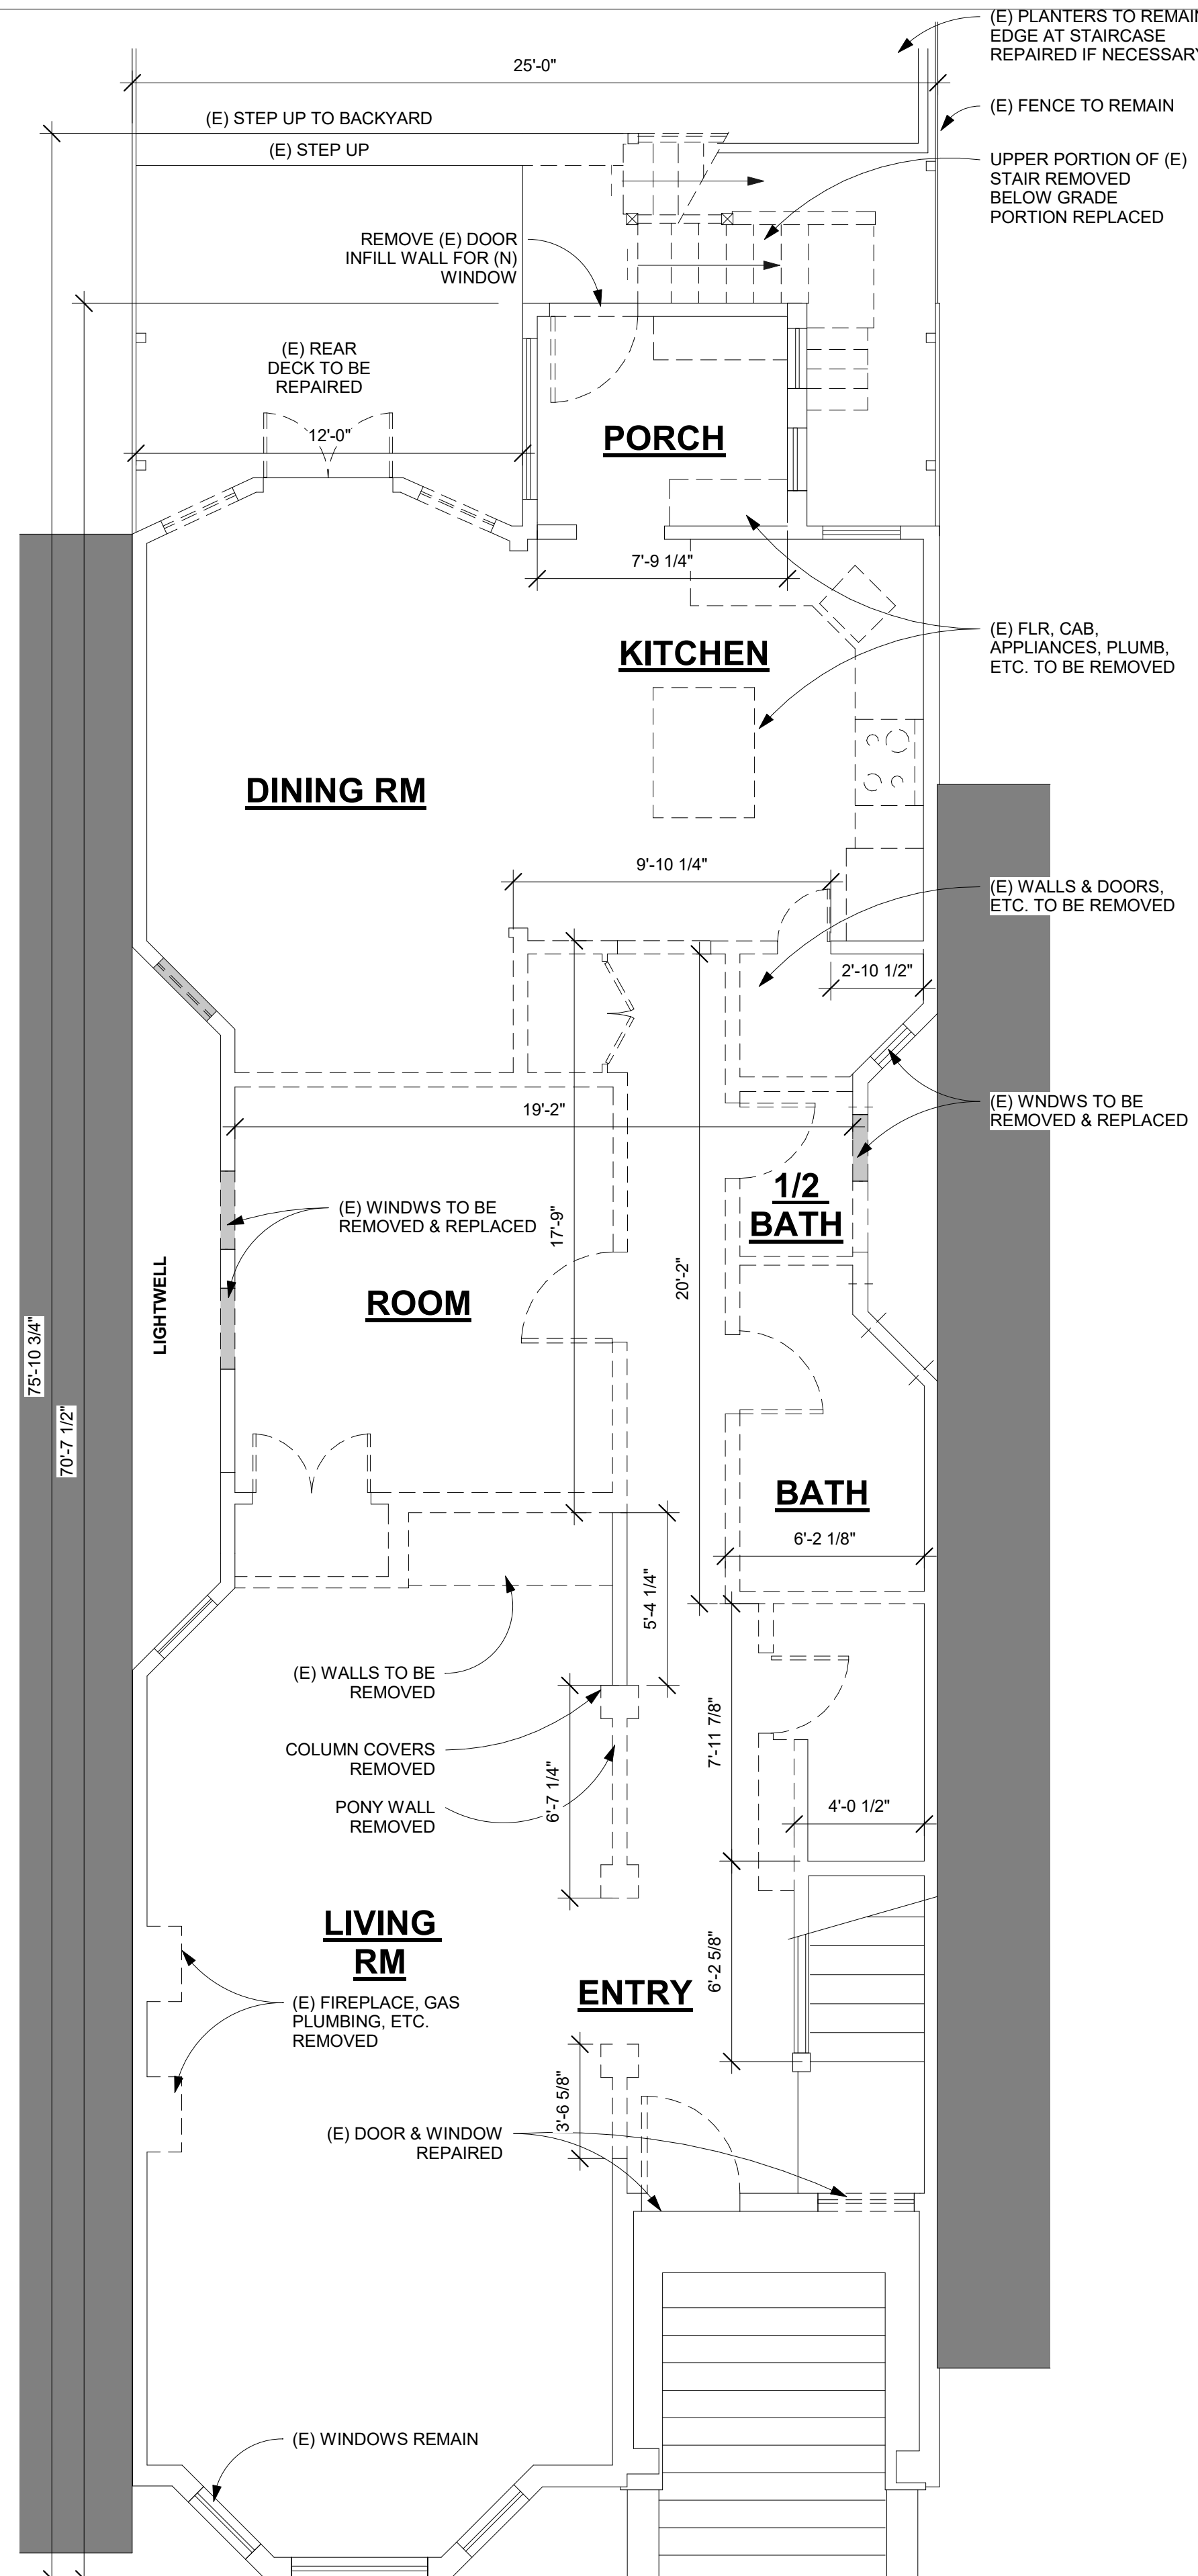 (E) PLANTERS TO REMAIN
EDGE AT STAIRCASE
REPAIRED IF NECESSARY
25'-0"
(E) FENCE TO REMAIN
(E) STEP UP TO BACKYARD
(E) STEP UP
UPPER PORTION OF (E)
STAIR REMOVED
BELOW GRADE
PORTION REPLACED
REMOVE (E) DOOR
INFILL WALL FOR (N)
WINDOW
(E) REAR
DECK TO BE
REPAIRED
12'-0"
PORCH
7'-9 1/4"
KITCHEN
(E) FLR, CAB,
APPLIANCES, PLUMB,
ETC. TO BE REMOVED
DINING RM
9'-10 1/4"
(E) WALLS & DOORS,
ETC. TO BE REMOVED
2'-10 1/2"
(E) WNDWS TO BE
REMOVED & REPLACED
19'-2"
1/2
BATH
(E) WINDWS TO BE
REMOVED & REPLACED
17'-9"
20'-2"
LIGHTWELL
ROOM
75'-10 3/4"
70'-7 1/2"
BATH
6'-2 1/8"
5'-4 1/4"
(E) WALLS TO BE
REMOVED
COLUMN COVERS
REMOVED
7'-11 7/8"
6'-7 1/4"
PONY WALL
REMOVED
4'-0 1/2"
LIVING
RM
6'-2 5/8"
ENTRY
(E) FIREPLACE, GAS
PLUMBING, ETC.
REMOVED
3'-6 5/8"
(E) DOOR & WINDOW
REPAIRED
(E) WINDOWS REMAIN